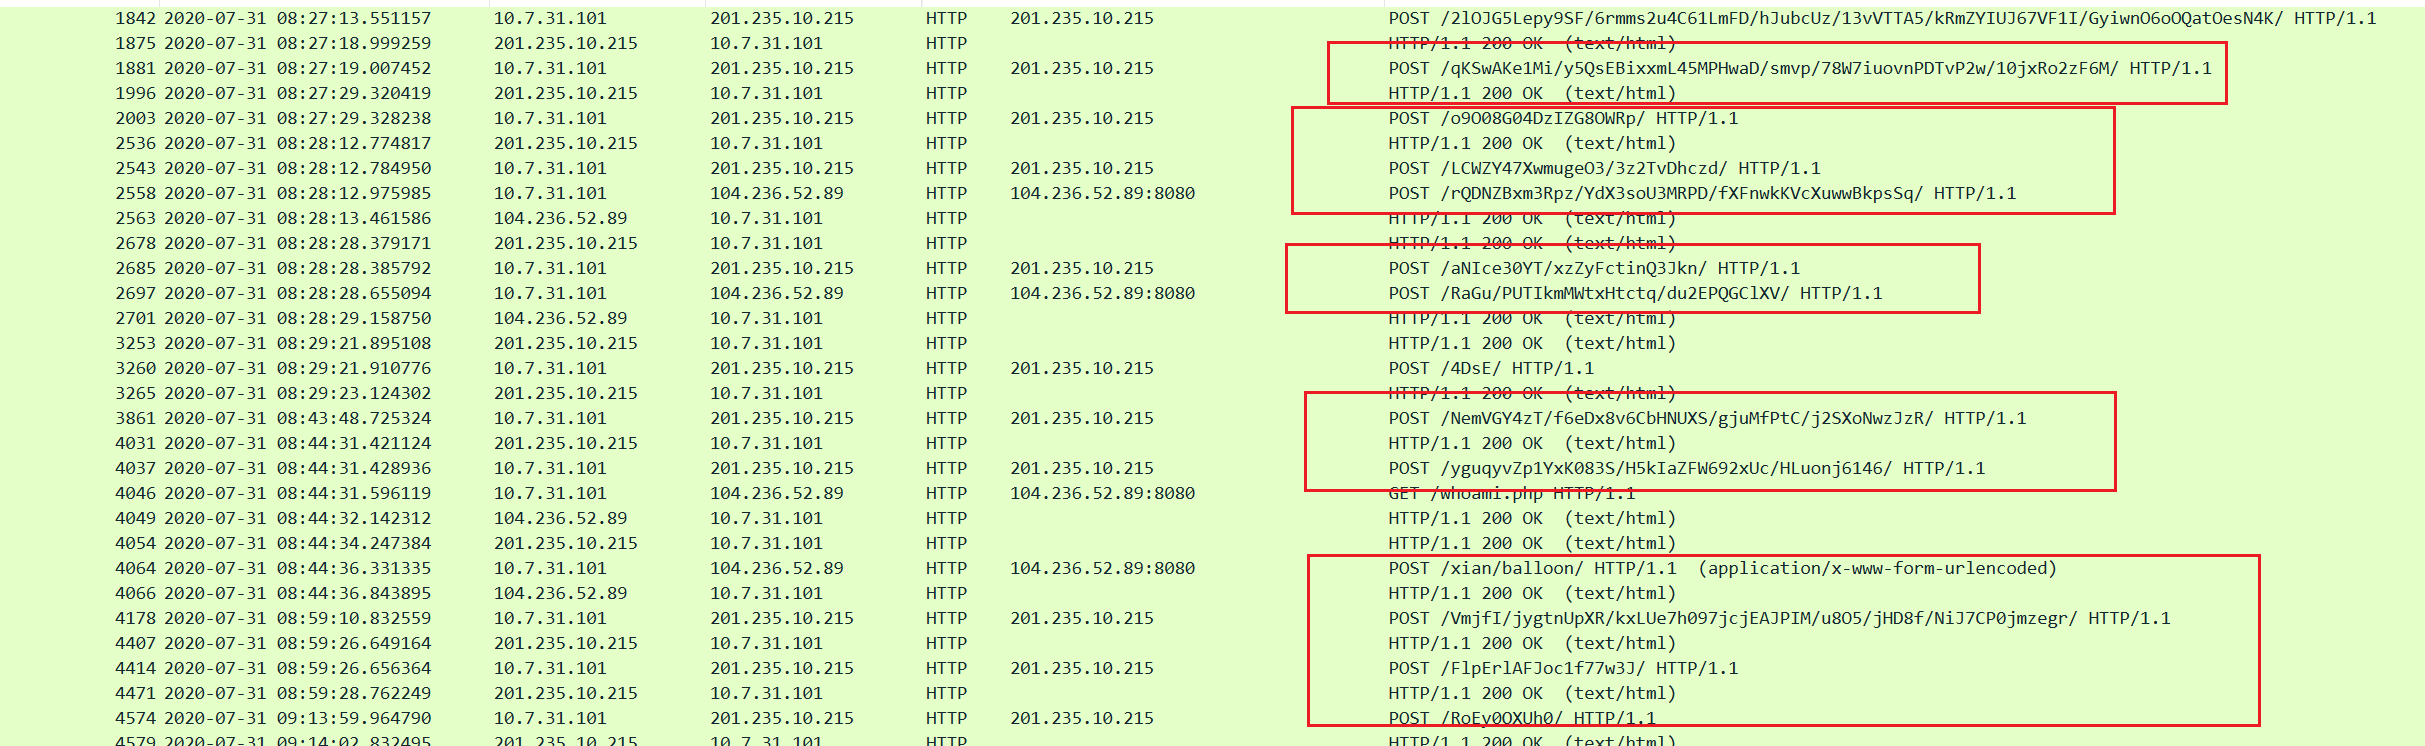 1842 2020-07-31 08:27:13.551157 10.7.31.101 201.235.10.215 HTTP 201.235.10.215 POST /2lOJG5Lepy9SF/6rmms2u4C61LmFD/hJubcUz/13vVTTA5/kRmZYIUJ67VF1I/GyiwnO6oOQatOesN4K/ HTTP/1.1
1875 2020-07-31 08:27:18.999259 201.235.10.215 10.7.31.101 HTTP HTTP/1.1 200 OK (text/html)
1881 2020-07-31 08:27:19.007452 10.7.31.101 201.235.10.215 HTTP 201.235.10.215 POST /qKSwAKe1Mi/y5QsEBixxmL45MPHwaD/smvp/78W7iuovnPDTvP2w/10jxRo2zF6M/ HTTP/1.1
1996 2020-07-31 08:27:29.320419 201.235.10.215 10.7.31.101 HTTP HTTP/1.1 200 OK (text/html)
2003 2020-07-31 08:27:29.328238 10.7.31.101 201.235.10.215 HTTP 201.235.10.215 POST /o9O08G04DzIZG8OWRp/ HTTP/1.1
2536 2020-07-31 08:28:12.774817 201.235.10.215 10.7.31.101 HTTP HTTP/1.1 200 OK (text/html)
2543 2020-07-31 08:28:12.784950 10.7.31.101 201.235.10.215 HTTP 201.235.10.215 POST /LCWZY47XwmugeO3/3z2TvDhczd/ HTTP/1.1
2558 2020-07-31 08:28:12.975985 10.7.31.101 104.236.52.89 HTTP 104.236.52.89:8080 POST /rQDNZBxm3Rpz/YdX3soU3MRPD/fXFnwkKVcXuwwBkpsSq/ HTTP/1.1
2563 2020-07-31 08:28:13.461586 104.236.52.89 10.7.31.101 HTTP HTTP/1.1 200 OK (text/html)
2678 2020-07-31 08:28:28.379171 201.235.10.215 10.7.31.101 HTTP HTTP/1.1 200 OK (text/html)
2685 2020-07-31 08:28:28.385792 10.7.31.101 201.235.10.215 HTTP 201.235.10.215 POST /aNIce30YT/xzZyFctinQ3Jkn/ HTTP/1.1
2697 2020-07-31 08:28:28.655094 10.7.31.101 104.236.52.89 HTTP 104.236.52.89:8080 POST /RaGu/PUTIkmMWtxHtctq/du2EPQGClXV/ HTTP/1.1
2701 2020-07-31 08:28:29.158750 104.236.52.89 10.7.31.101 HTTP HTTP/1.1 200 OK (text/html)
3253 2020-07-31 08:29:21.895108 201.235.10.215 10.7.31.101 HTTP HTTP/1.1 200 OK (text/html)
3260 2020-07-31 08:29:21.910776 10.7.31.101 201.235.10.215 HTTP 201.235.10.215 POST /4DsE/ HTTP/1.1
3265 2020-07-31 08:29:23.124302 201.235.10.215 10.7.31.101 HTTP HTTP/1.1 200 OK (text/html)
3861 2020-07-31 08:43:48.725324 10.7.31.101 201.235.10.215 HTTP 201.235.10.215 POST /NemVGY4zT/f6eDx8v6CbHNUXS/gjuMfPtC/j2SXoNwzJzR/ HTTP/1.1
4031 2020-07-31 08:44:31.421124 201.235.10.215 10.7.31.101 HTTP HTTP/1.1 200 OK (text/html)
4037 2020-07-31 08:44:31.428936 10.7.31.101 201.235.10.215 HTTP 201.235.10.215 POST /yguqyvZp1YxK083S/H5kIaZFW692xUc/HLuonj6146/ HTTP/1.1
4046 2020-07-31 08:44:31.596119 10.7.31.101 104.236.52.89 HTTP 104.236.52.89:8080 GET /whoami.php HTTP/1.1
4049 2020-07-31 08:44:32.142312 104.236.52.89 10.7.31.101 HTTP HTTP/1.1 200 OK (text/html)
4054 2020-07-31 08:44:34.247384 201.235.10.215 10.7.31.101 HTTP HTTP/1.1 200 OK (text/html)
4064 2020-07-31 08:44:36.331335 10.7.31.101 104.236.52.89 HTTP 104.236.52.89:8080 POST /xian/balloon/ HTTP/1.1 (application/x-www-form-urlencoded)
4066 2020-07-31 08:44:36.843895 104.236.52.89 10.7.31.101 HTTP HTTP/1.1 200 OK (text/html)
4178 2020-07-31 08:59:10.832559 10.7.31.101 201.235.10.215 HTTP 201.235.10.215 POST /VmjfI/jygtnUpXR/kxLUe7h097jcjEAJPIM/u8O5/jHD8f/NiJ7CP0jmzegr/ HTTP/1.1
4407 2020-07-31 08:59:26.649164 201.235.10.215 10.7.31.101 HTTP HTTP/1.1 200 OK (text/html)
4414 2020-07-31 08:59:26.656364 10.7.31.101 201.235.10.215 HTTP 201.235.10.215 POST /FlpErlAFJoc1f77w3J/ HTTP/1.1
4471 2020-07-31 08:59:28.762249 201.235.10.215 10.7.31.101 HTTP HTTP/1.1 200 OK (text/html)
4574 2020-07-31 09:13:59.964790 10.7.31.101 201.235.10.215 HTTP 201.235.10.215 POST /RoEy0OXUh0/ HTTP/1.1
4579 2020-07-31 09:14:02.832495 201.235.10.215 10.7.31.101 HTTP HTTP/1.1 200 OK (text/html)